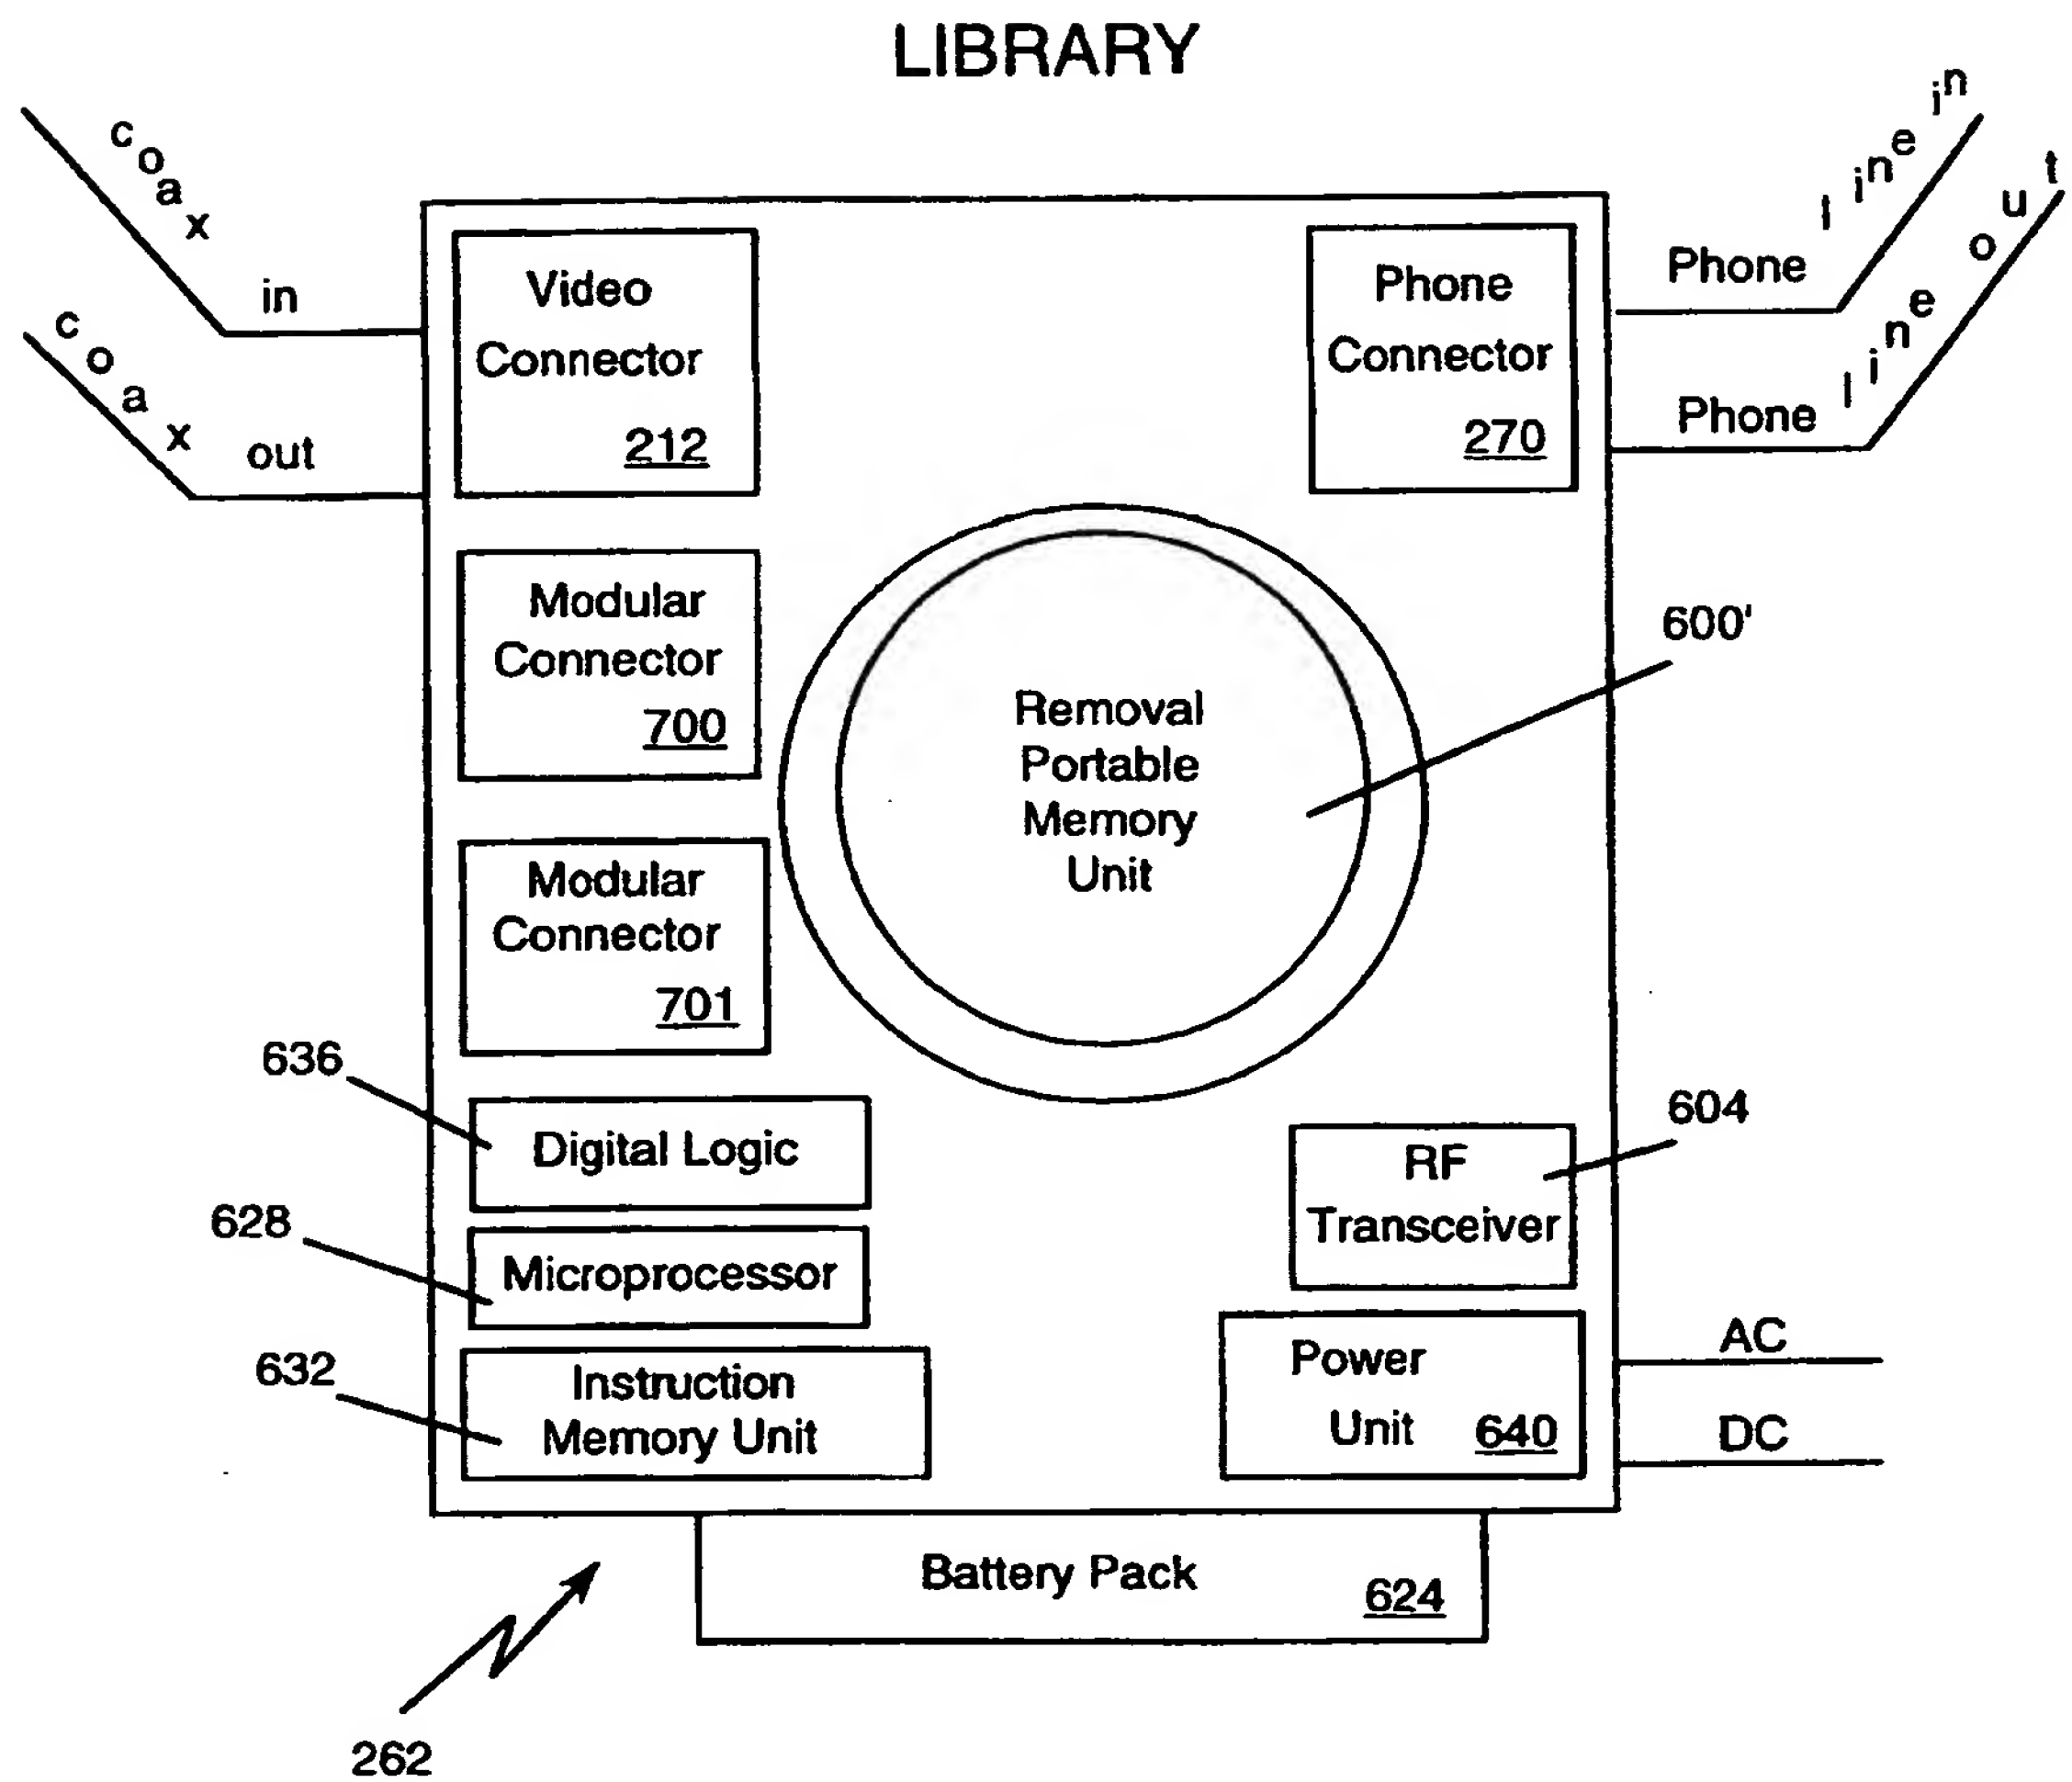 LIBRARY
coax in
coax out
Video
Connector
212
Phone
Connector
270
Phone line in
Phone line out
Modular
Connector
700
600'
Removal
Portable
Memory
Unit
Modular
Connector
701
636
Digital Logic
604
RF
Transceiver
628
Microprocessor
632
Instruction
Memory Unit
Power
Unit 640
AC
DC
Battery Pack 624
262